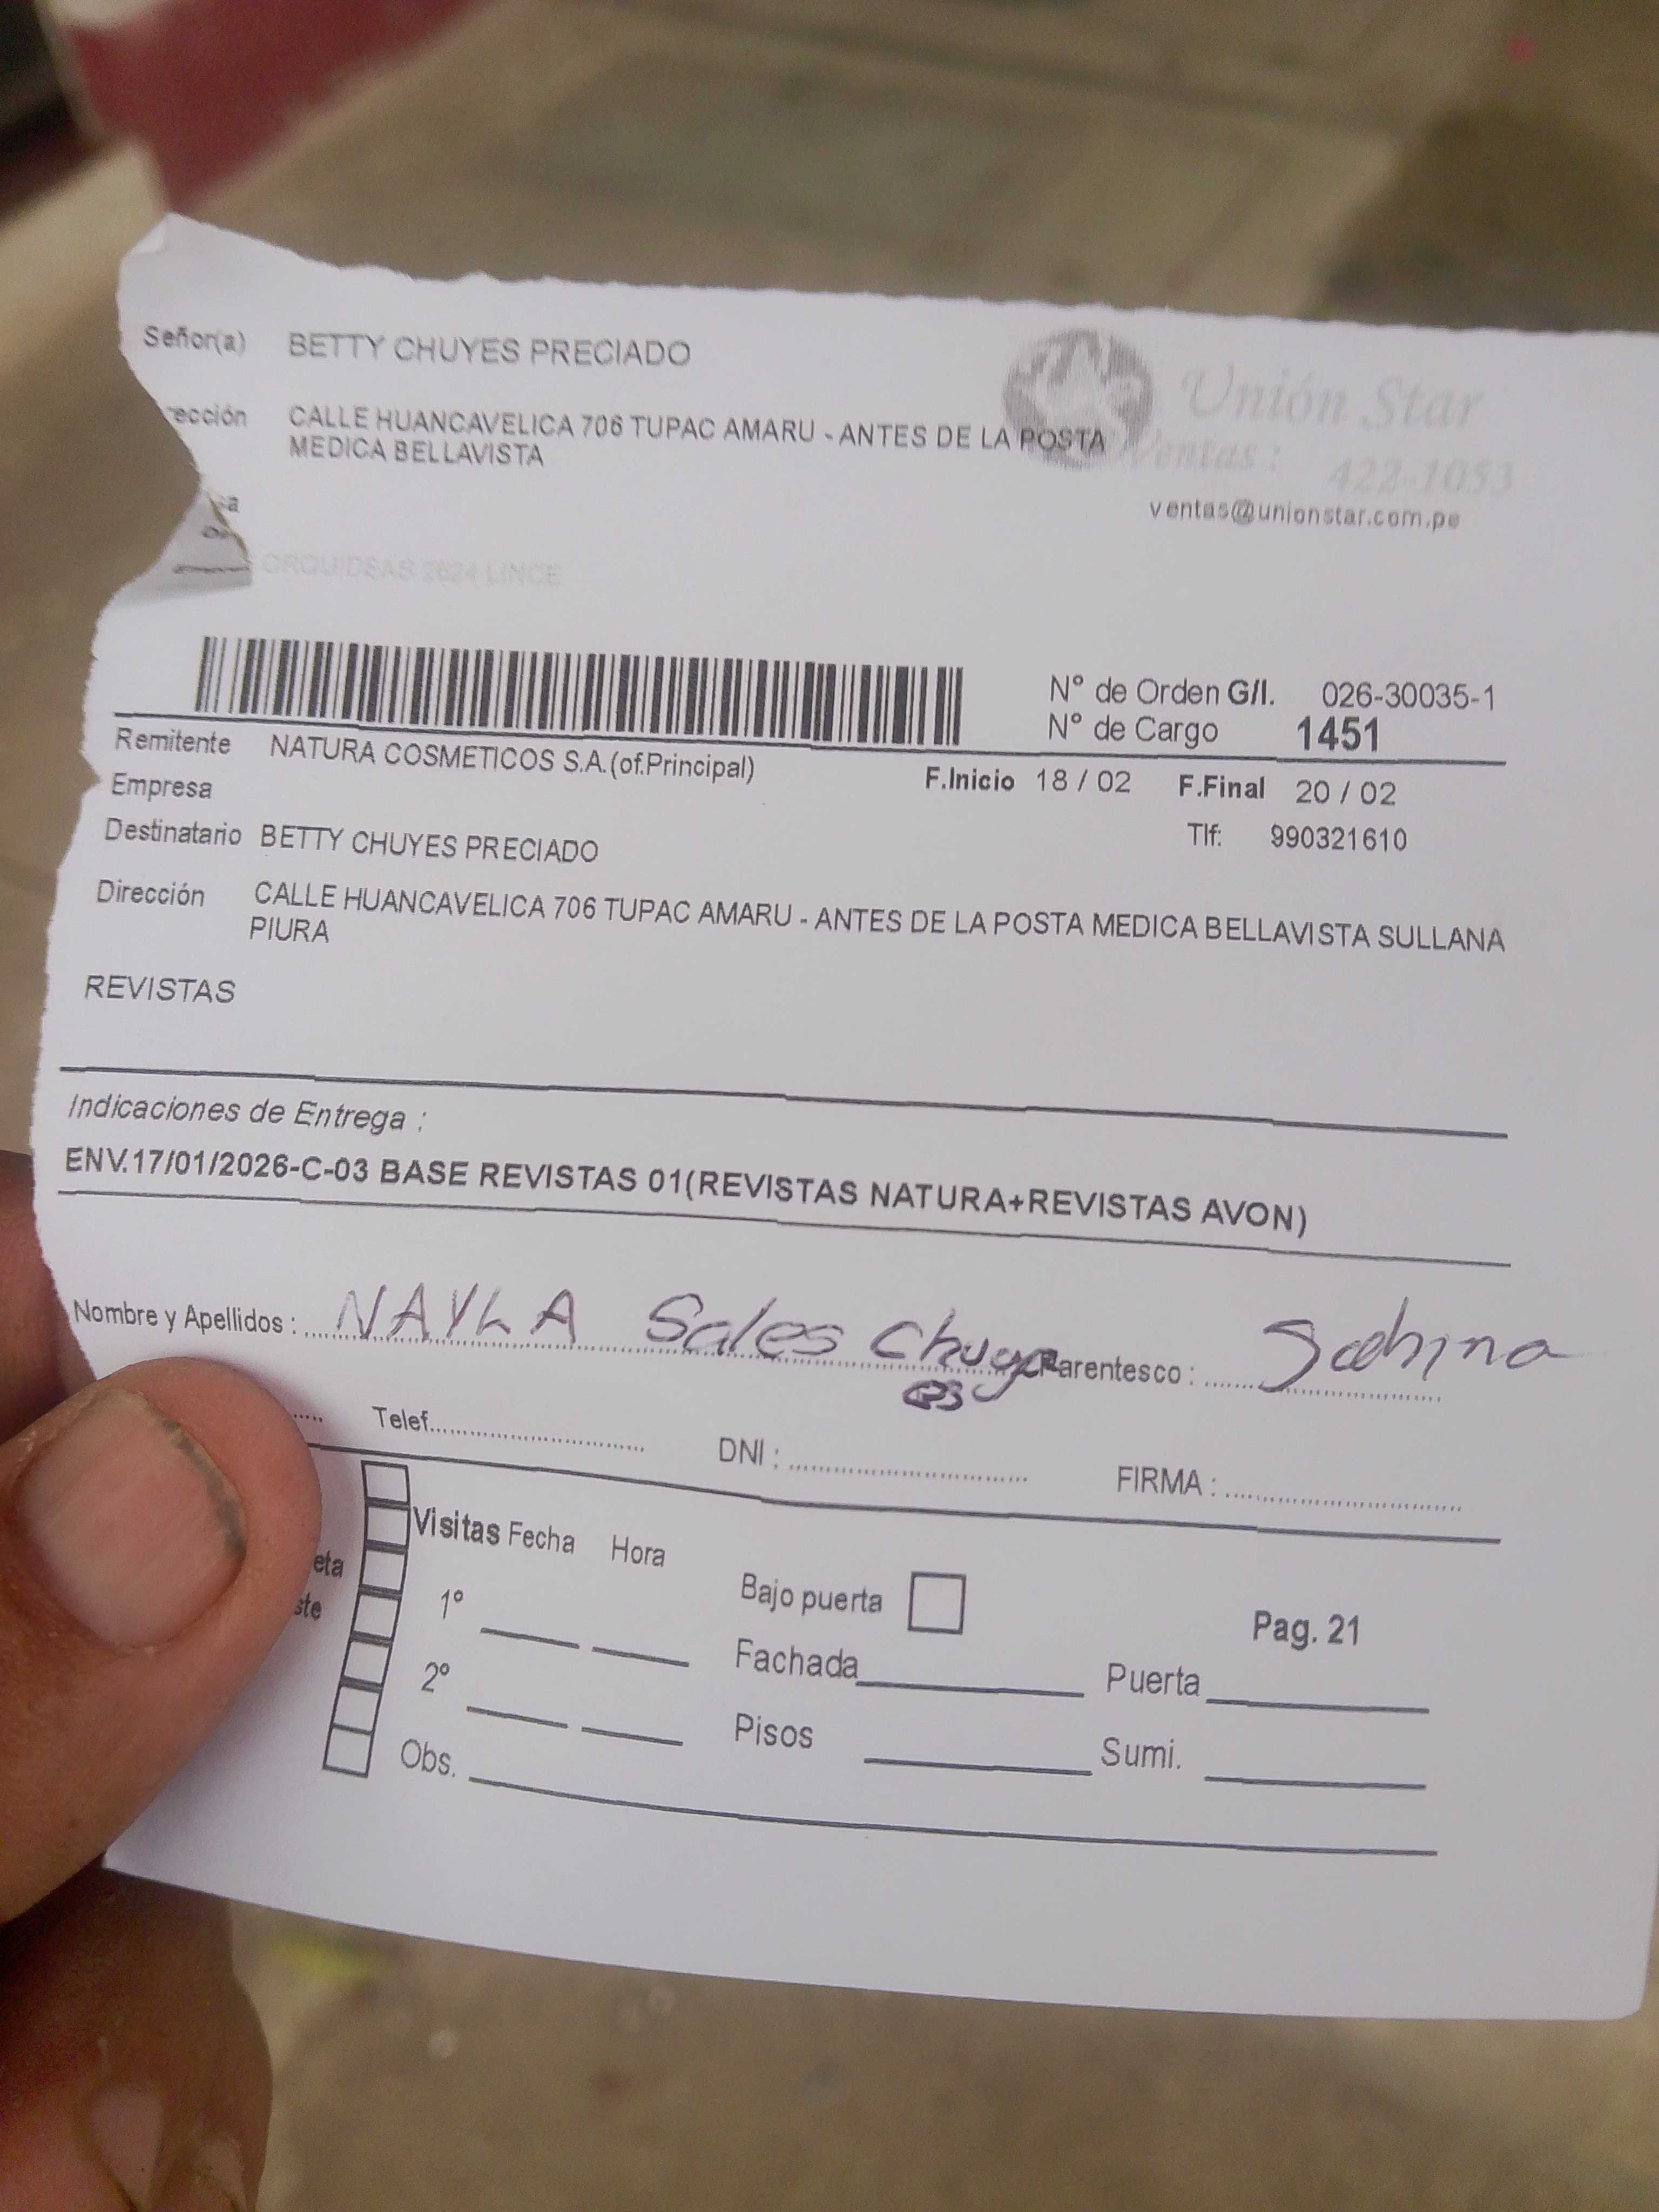 Señor(a) BETTY CHUYES PRECIADO
rección CALLE HUANCAVELICA 706 TUPAC AMARU - ANTES DE LA POSTA
MEDICA BELLAVISTA
Unión Star
Ventas : 422-1053
ventas@unionstar.com.pe
sa
ORQUIDEAS 2624 LINCE
N° de Orden G/I. 026-30035-1
N° de Cargo 1451
Remitente NATURA COSMETICOS S.A.(of.Principal)
Empresa F.Inicio 18 / 02 F.Final 20 / 02
Destinatario BETTY CHUYES PRECIADO Tlf: 990321610
Dirección CALLE HUANCAVELICA 706 TUPAC AMARU - ANTES DE LA POSTA MEDICA BELLAVISTA SULLANA
PIURA
REVISTAS
Indicaciones de Entrega :
ENV.17/01/2026-C-03 BASE REVISTAS 01(REVISTAS NATURA+REVISTAS AVON)
Nombre y Apellidos : NAYLA Sales Chuy es Parentesco : Sobrina
Telef. DNI : FIRMA :
Visitas Fecha Hora
eta
ste
1° Bajo puerta Pag. 21
2° Fachada Puerta
Obs. Pisos Sumi.